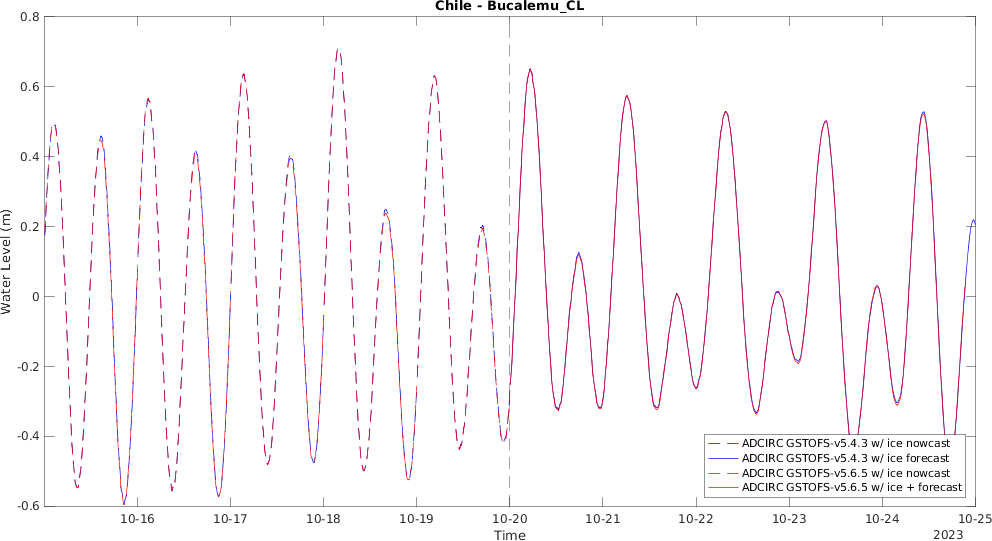 Chile - Bucalemu_CL
0.8
0.6
0.4
0.2
0
-0.2
-0.4
-0.6
Water Level (m)
ADCIRC GSTOFS-v5.4.3 w/ ice nowcast
ADCIRC GSTOFS-v5.4.3 w/ ice forecast
ADCIRC GSTOFS-v5.6.5 w/ ice nowcast
ADCIRC GSTOFS-v5.6.5 w/ ice + forecast
10-16 10-17 10-18 10-19 10-20 10-21 10-22 10-23 10-24 10-25
Time
2023